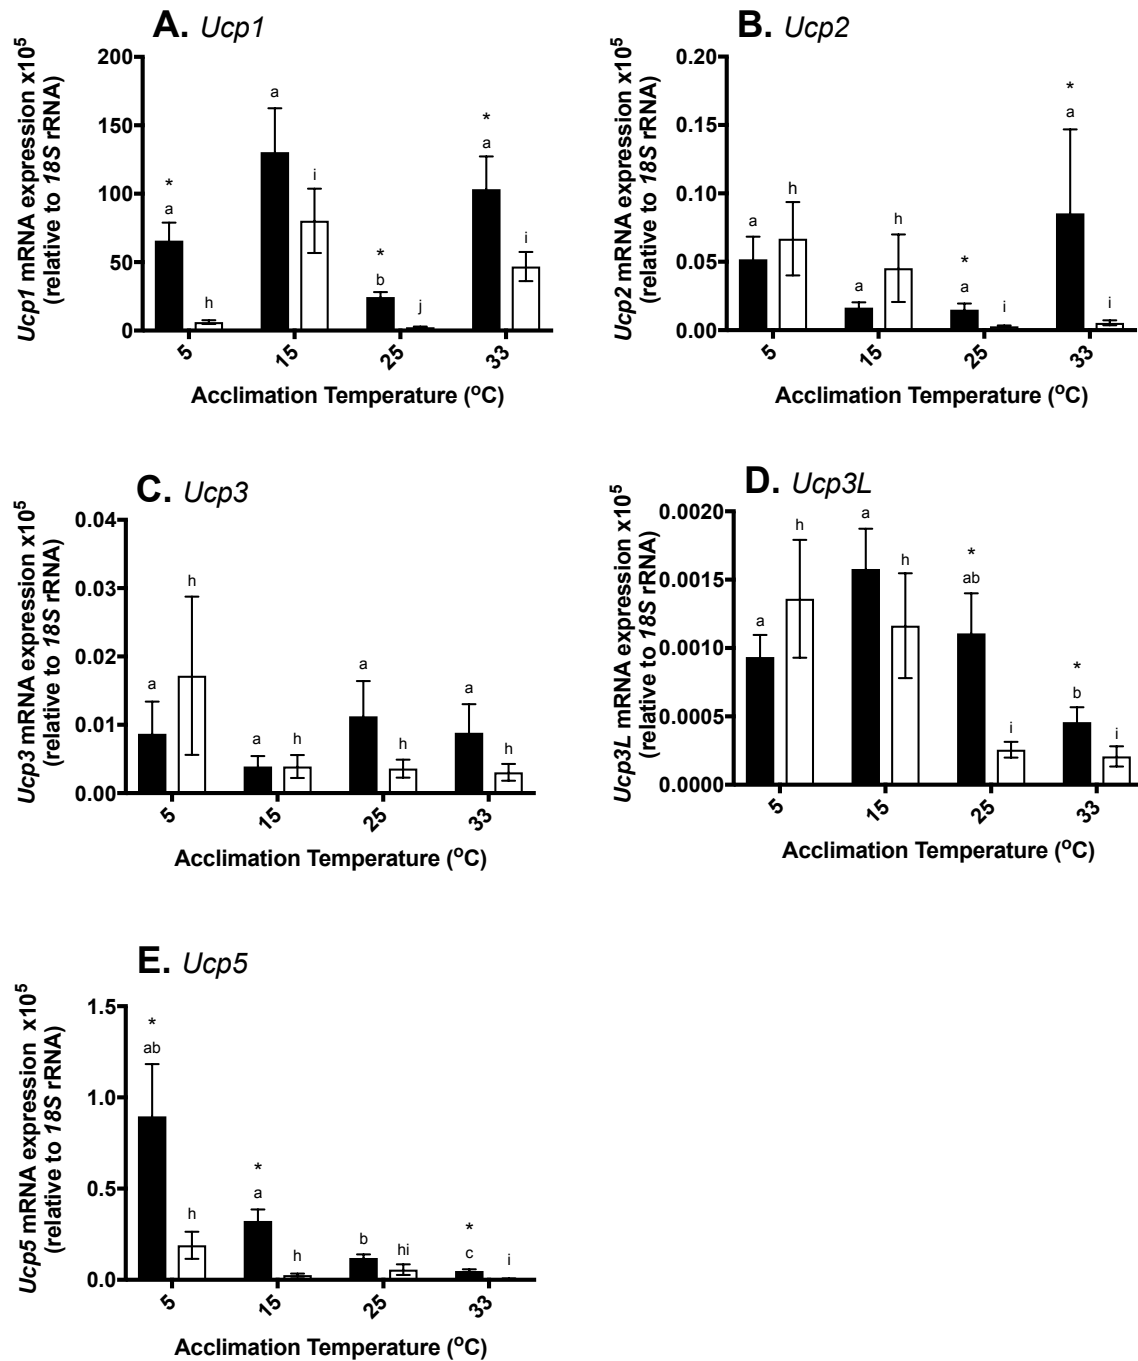 A. Ucp1
Ucp1 mRNA expression x10⁵
(relative to 18S rRNA)
200
150
100
50
0
*
a
h
a
i
*
b
j
*
a
i
5
15
25
33
Acclimation Temperature (ºC)
B. Ucp2
Ucp2 mRNA expression x10⁵
(relative to 18S rRNA)
0.20
0.15
0.10
0.05
0.00
a
h
a
h
*
a
i
*
a
i
5
15
25
33
Acclimation Temperature (ºC)
C. Ucp3
Ucp3 mRNA expression x10⁵
(relative to 18S rRNA)
0.04
0.03
0.02
0.01
0.00
a
h
a
h
a
h
a
h
5
15
25
33
Acclimation Temperature (ºC)
D. Ucp3L
Ucp3L mRNA expression x10⁵
(relative to 18S rRNA)
0.0020
0.0015
0.0010
0.0005
0.0000
a
h
a
h
*
ab
i
*
b
i
5
15
25
33
Acclimation Temperature (ºC)
E. Ucp5
Ucp5 mRNA expression x10⁵
(relative to 18S rRNA)
1.5
1.0
0.5
0.0
*
ab
h
*
a
h
b
hi
*
c
i
5
15
25
33
Acclimation Temperature (ºC)